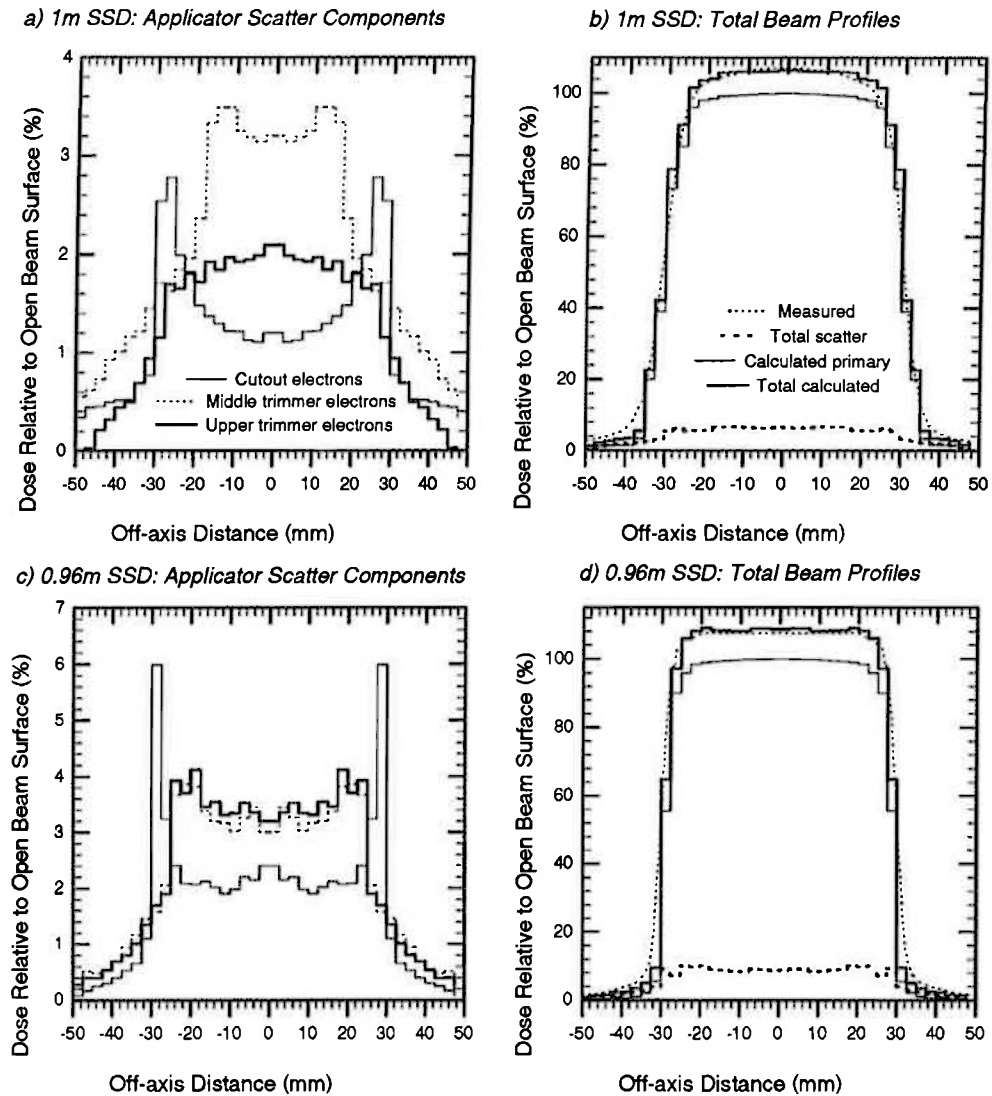 a) 1m SSD: Applicator Scatter Components
Dose Relative to Open Beam Surface (%)
4
3
2
1
0
Cutout electrons
Middle trimmer electrons
Upper trimmer electrons
-50 -40 -30 -20 -10 0 10 20 30 40 50
Off-axis Distance (mm)
b) 1m SSD: Total Beam Profiles
Dose Relative to Open Beam Surface (%)
100
80
60
40
20
0
Measured
Total scatter
Calculated primary
Total calculated
-50 -40 -30 -20 -10 0 10 20 30 40 50
Off-axis Distance (mm)
c) 0.96m SSD: Applicator Scatter Components
Dose Relative to Open Beam Surface (%)
7
6
5
4
3
2
1
0
-50 -40 -30 -20 -10 0 10 20 30 40 50
Off-axis Distance (mm)
d) 0.96m SSD: Total Beam Profiles
Dose Relative to Open Beam Surface (%)
100
80
60
40
20
0
-50 -40 -30 -20 -10 0 10 20 30 40 50
Off-axis Distance (mm)